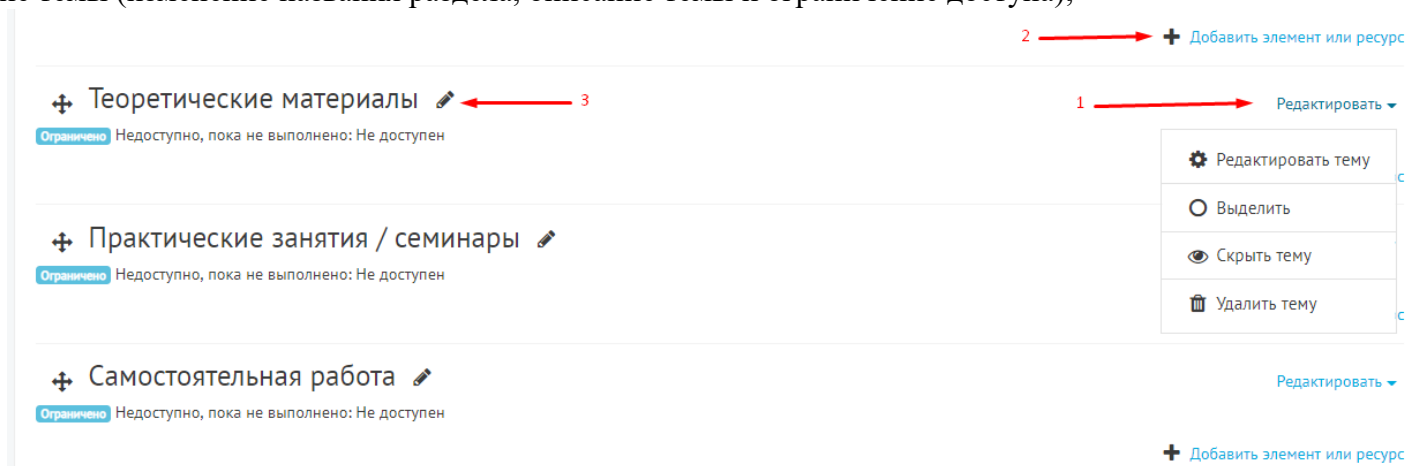 2 Добавить элемент или ресурс
Теоретические материалы 3 1 Редактировать
Ограничено Недоступно, пока не выполнено: Не доступен
Редактировать тему
Выделить
Практические занятия / семинары
Скрыть тему
Ограничено Недоступно, пока не выполнено: Не доступен
Удалить тему
Самостоятельная работа
Редактировать
Ограничено Недоступно, пока не выполнено: Не доступен
Добавить элемент или ресурс